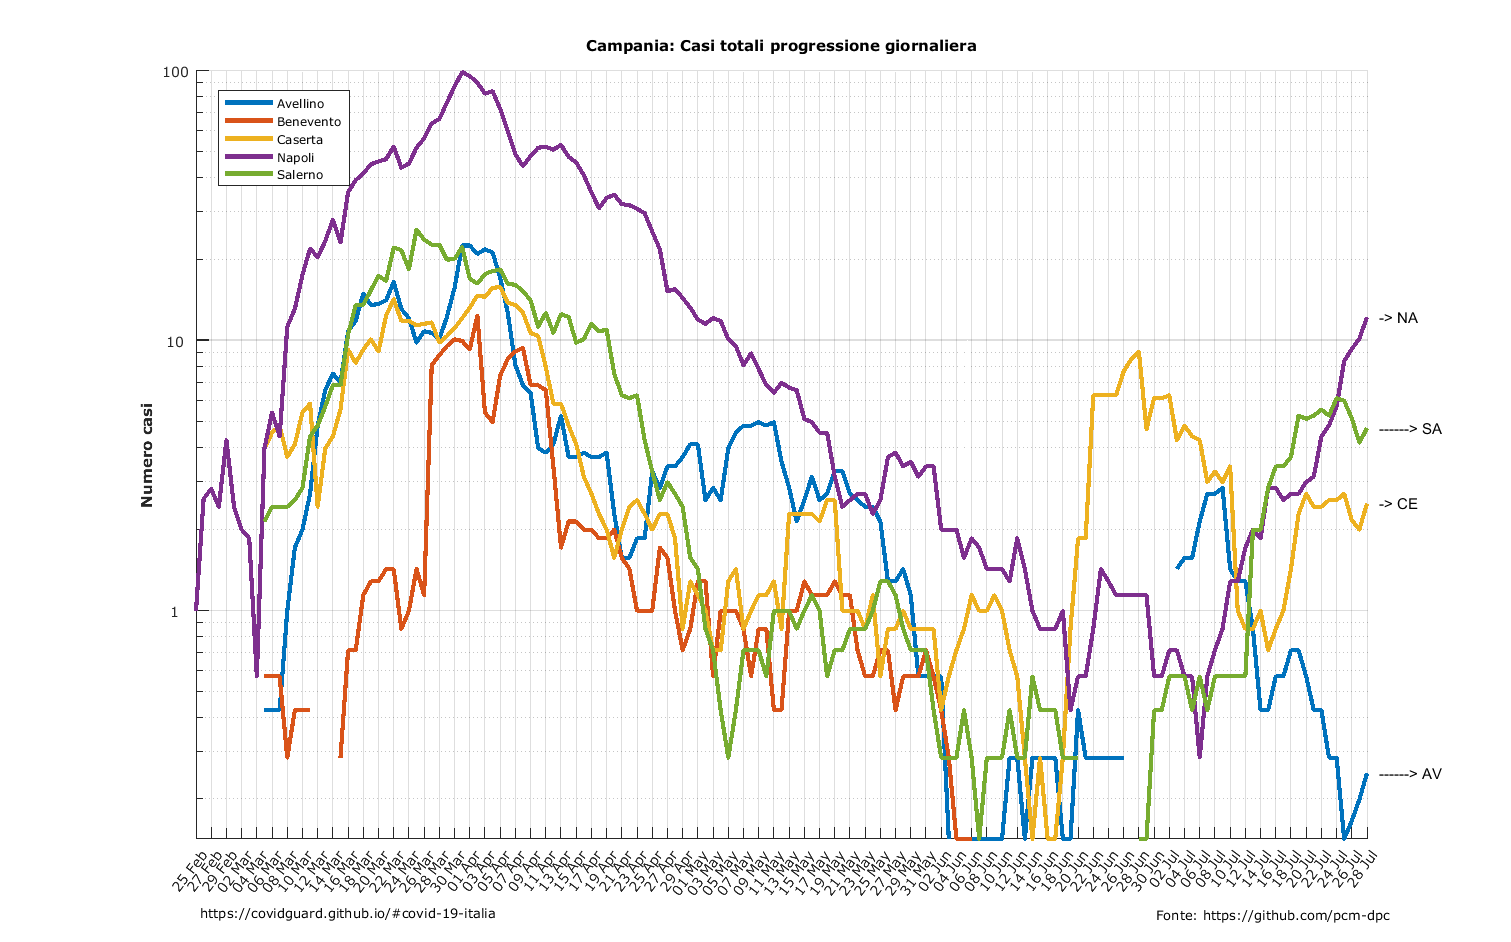 Campania: Casi totali progressione giornaliera
100
10
1
Numero casi
Avellino
Benevento
Caserta
Napoli
Salerno
-> NA
------> SA
-> CE
------> AV
25 Feb
27 Feb
29 Feb
02 Mar
04 Mar
06 Mar
08 Mar
10 Mar
12 Mar
14 Mar
16 Mar
18 Mar
20 Mar
22 Mar
24 Mar
26 Mar
28 Mar
30 Mar
01 Apr
03 Apr
05 Apr
07 Apr
09 Apr
11 Apr
13 Apr
15 Apr
17 Apr
19 Apr
21 Apr
23 Apr
25 Apr
27 Apr
29 Apr
01 May
03 May
05 May
07 May
09 May
11 May
13 May
15 May
17 May
19 May
21 May
23 May
25 May
27 May
29 May
31 May
02 Jun
04 Jun
06 Jun
08 Jun
10 Jun
12 Jun
14 Jun
16 Jun
18 Jun
20 Jun
22 Jun
24 Jun
26 Jun
28 Jun
30 Jun
02 Jul
04 Jul
06 Jul
08 Jul
10 Jul
12 Jul
14 Jul
16 Jul
18 Jul
20 Jul
22 Jul
24 Jul
26 Jul
28 Jul
https://covidguard.github.io/#covid-19-italia
Fonte: https://github.com/pcm-dpc